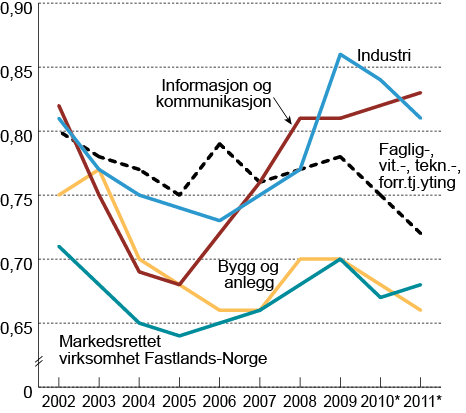 0,90
0,85
0,80
0,75
0,70
0,65
0
Industri
Informasjon og
kommunikasjon
Faglig-,
vit.-, tekn.-,
forr.tj.yting
Bygg og
anlegg
Markedsrettet
virksomhet Fastlands-Norge
2002 2003 2004 2005 2006 2007 2008 2009 2010* 2011*